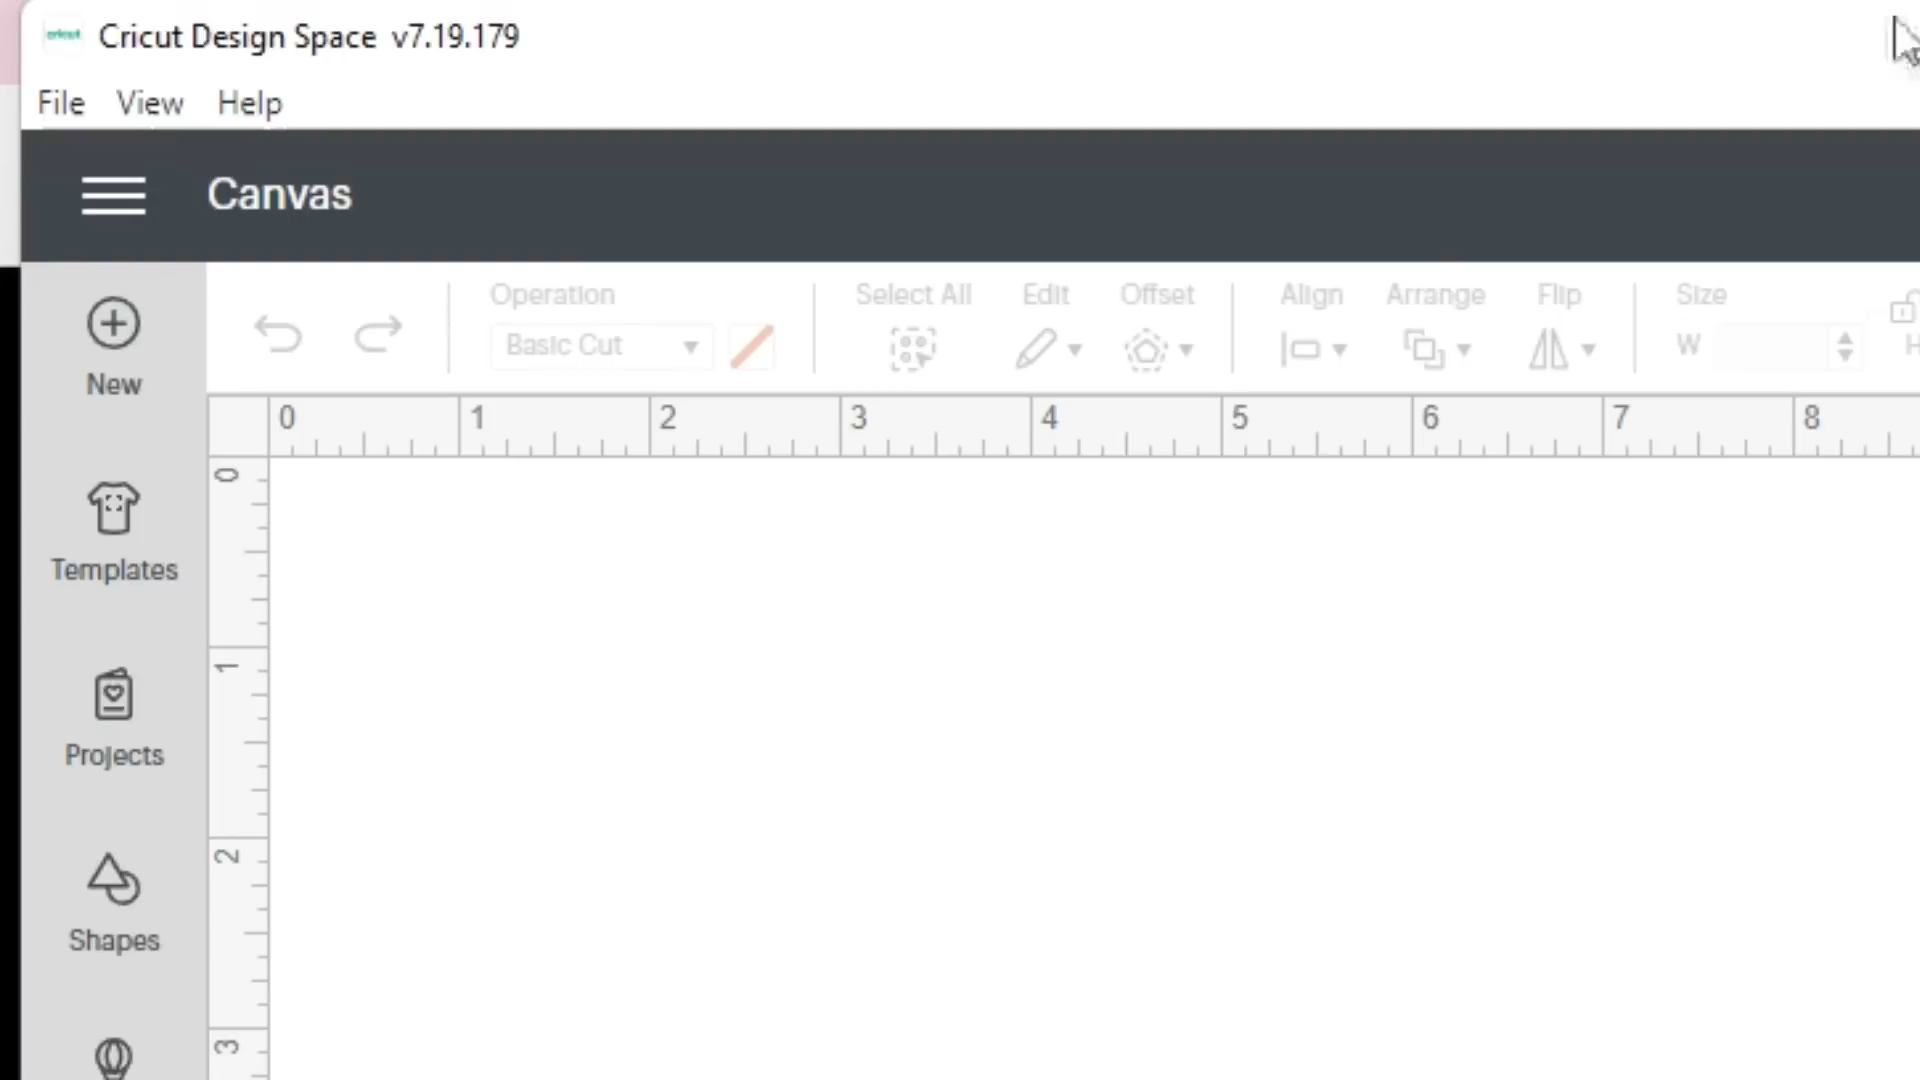 cricut Cricut Design Space v7.19.179
File View Help
Canvas
Operation Select All Edit Offset Align Arrange Flip Size
Basic Cut W H
New
0 1 2 3 4 5 6 7 8
0
Templates
1
Projects
2
Shapes
3